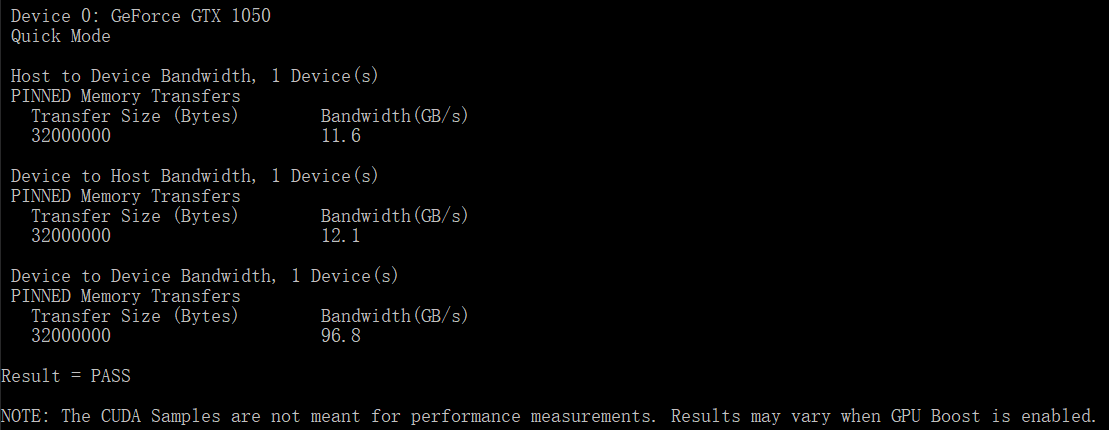 Device 0: GeForce GTX 1050
Quick Mode
Host to Device Bandwidth, 1 Device(s)
PINNED Memory Transfers
Transfer Size (Bytes) Bandwidth(GB/s)
32000000 11.6
Device to Host Bandwidth, 1 Device(s)
PINNED Memory Transfers
Transfer Size (Bytes) Bandwidth(GB/s)
32000000 12.1
Device to Device Bandwidth, 1 Device(s)
PINNED Memory Transfers
Transfer Size (Bytes) Bandwidth(GB/s)
32000000 96.8
Result = PASS
NOTE: The CUDA Samples are not meant for performance measurements. Results may vary when GPU Boost is enabled.